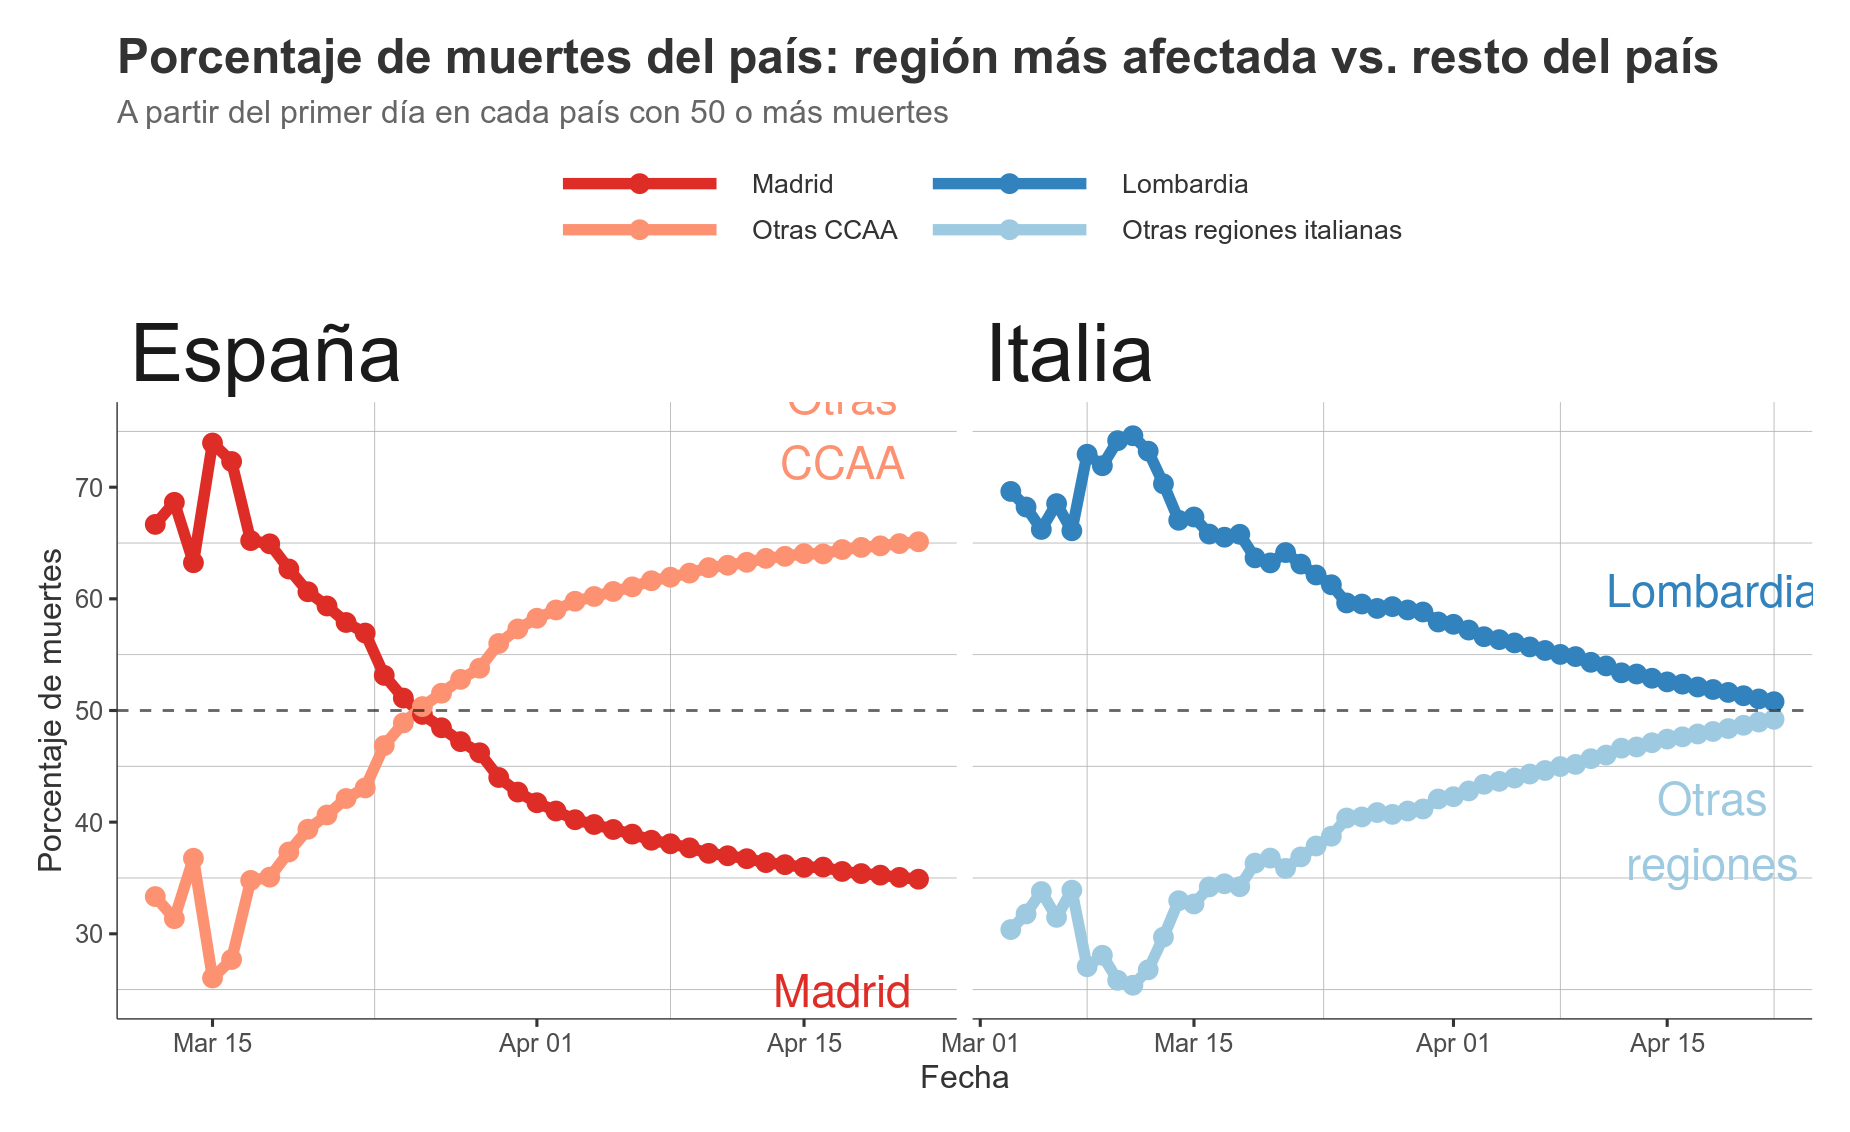 Porcentaje de muertes del país: región más afectada vs. resto del país
A partir del primer día en cada país con 50 o más muertes
Madrid
Lombardia
Otras CCAA
Otras regiones italianas
España
Italia
Otras
CCAA
Madrid
Lombardia
Otras
regiones
Porcentaje de muertes
70
60
50
40
30
Mar 15
Apr 01
Apr 15
Mar 01
Mar 15
Apr 01
Apr 15
Fecha